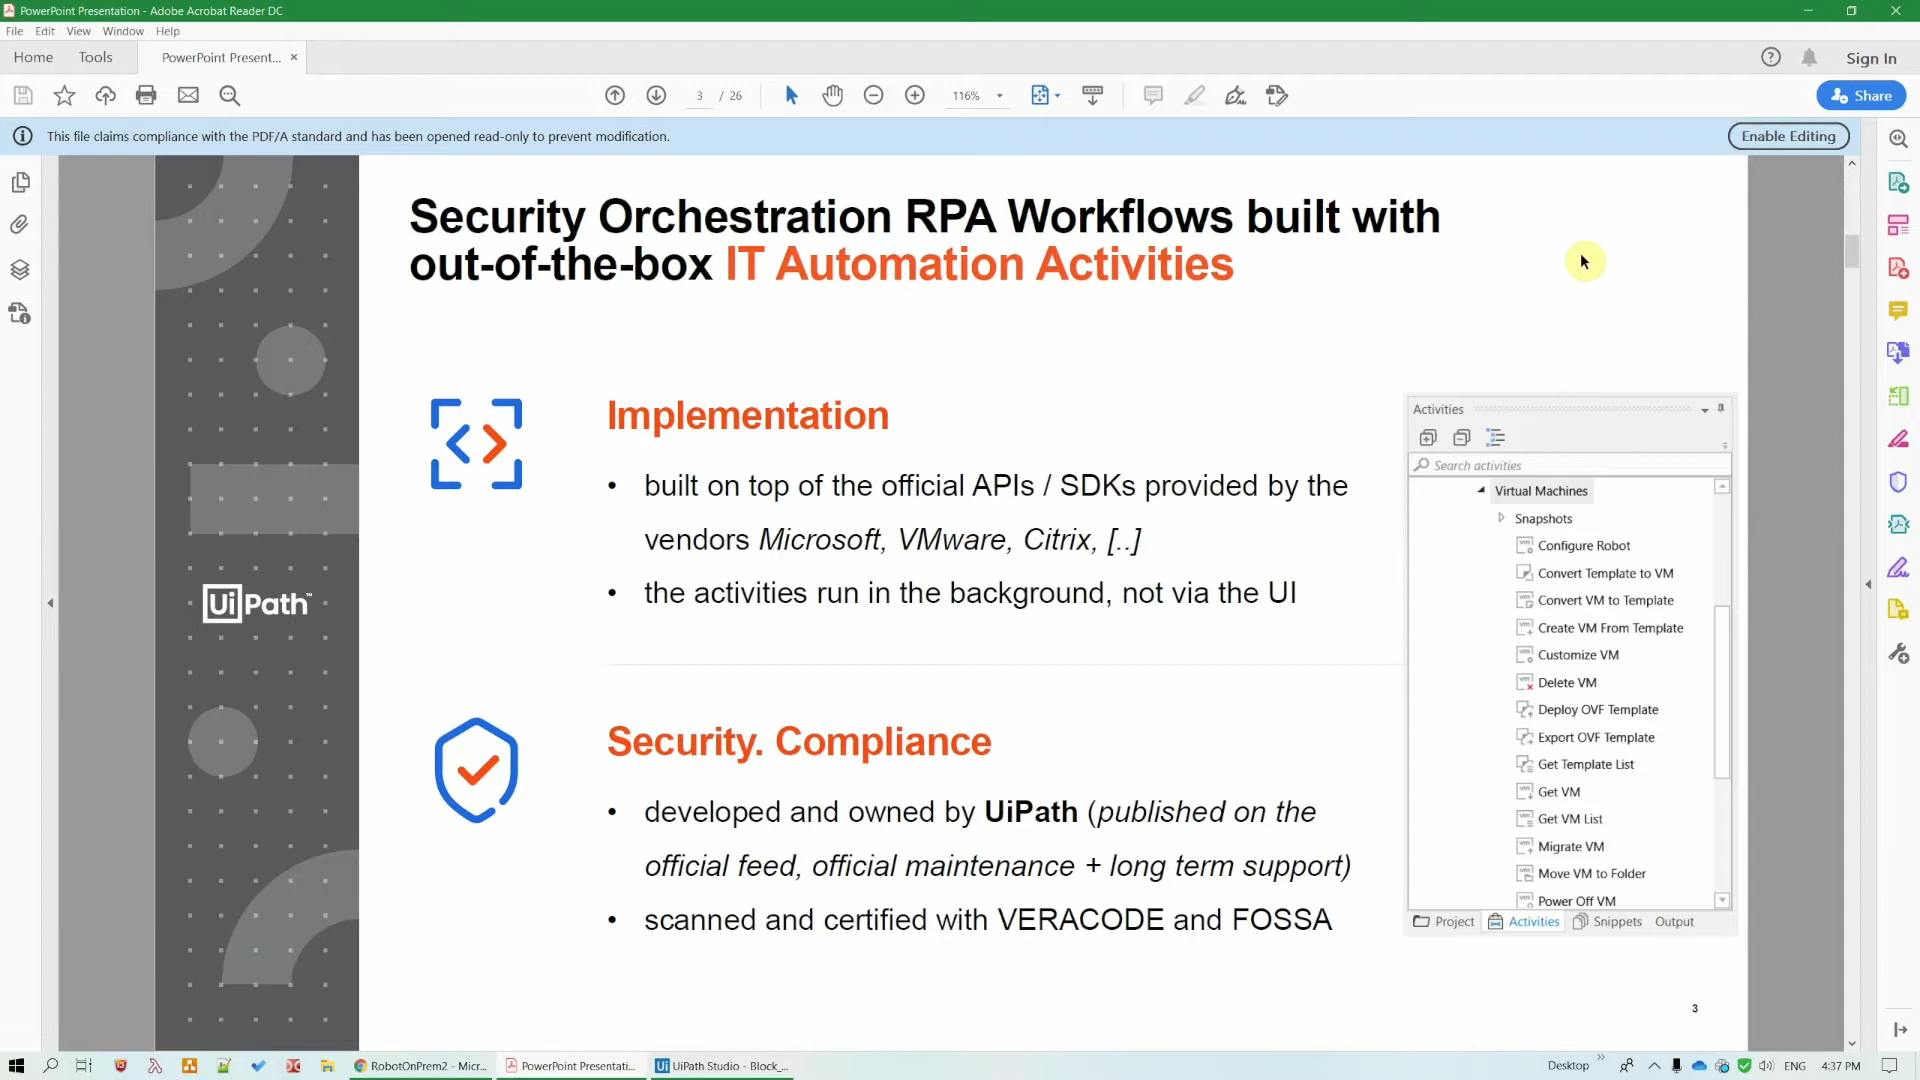 PowerPoint Presentation - Adobe Acrobat Reader DC
File Edit View Window Help
Home Tools PowerPoint Present... ×
Sign In
3 / 26
116%
Share
This file claims compliance with the PDF/A standard and has been opened read-only to prevent modification.
Enable Editing
Security Orchestration RPA Workflows built with
out-of-the-box IT Automation Activities
UiPath™
Implementation
• built on top of the official APIs / SDKs provided by the
vendors Microsoft, VMware, Citrix, [..]
• the activities run in the background, not via the UI
Security. Compliance
• developed and owned by UiPath (published on the
official feed, official maintenance + long term support)
• scanned and certified with VERACODE and FOSSA
Activities
Search activities
Virtual Machines
Snapshots
Configure Robot
Convert Template to VM
Convert VM to Template
Create VM From Template
Customize VM
Delete VM
Deploy OVF Template
Export OVF Template
Get Template List
Get VM
Get VM List
Migrate VM
Move VM to Folder
Power Off VM
Project Activities Snippets Output
3
RobotOnPrem2 - Micr...
PowerPoint Presentati...
UiPath Studio - Block_...
Desktop
ENG
4:37 PM